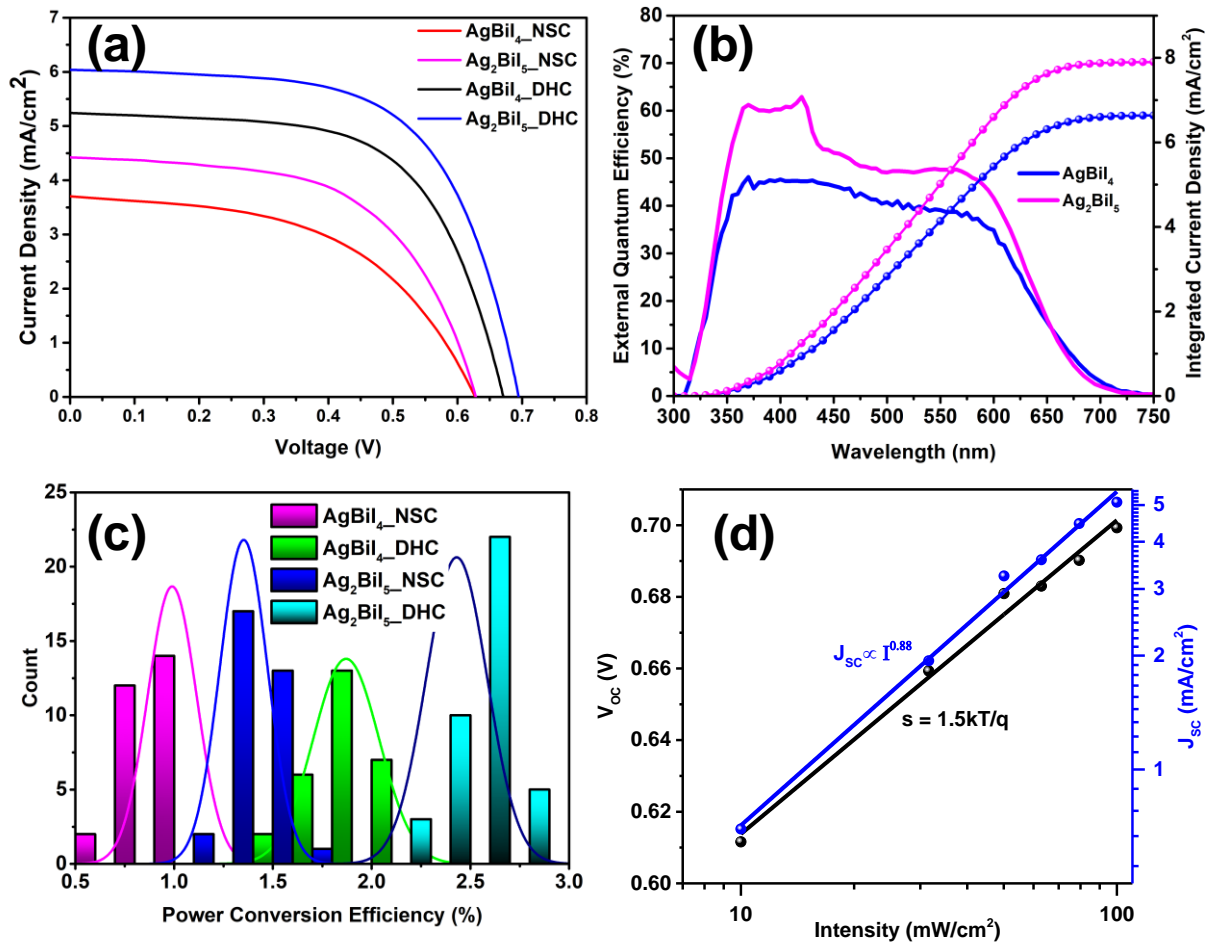 (a)
AgBiI4_NSC
Ag2BiI5_NSC
AgBiI4_DHC
Ag2BiI5_DHC
Current Density (mA/cm2)
7
6
5
4
3
2
1
0
0.0 0.1 0.2 0.3 0.4 0.5 0.6 0.7 0.8
Voltage (V)
(b)
AgBiI4
Ag2BiI5
External Quantum Efficiency (%)
80
70
60
50
40
30
20
10
0
Integrated Current Density (mA/cm2)
9
8
6
4
2
0
300 350 400 450 500 550 600 650 700 750
Wavelength (nm)
(c)
AgBiI4_NSC
AgBiI4_DHC
Ag2BiI5_NSC
Ag2BiI5_DHC
Count
25
20
15
10
5
0
0.5 1.0 1.5 2.0 2.5 3.0
Power Conversion Efficiency (%)
(d)
JSC∝ I0.88
s = 1.5kT/q
VOC (V)
0.70
0.68
0.66
0.64
0.62
0.60
JSC (mA/cm2)
5
4
3
2
1
10 100
Intensity (mW/cm2)